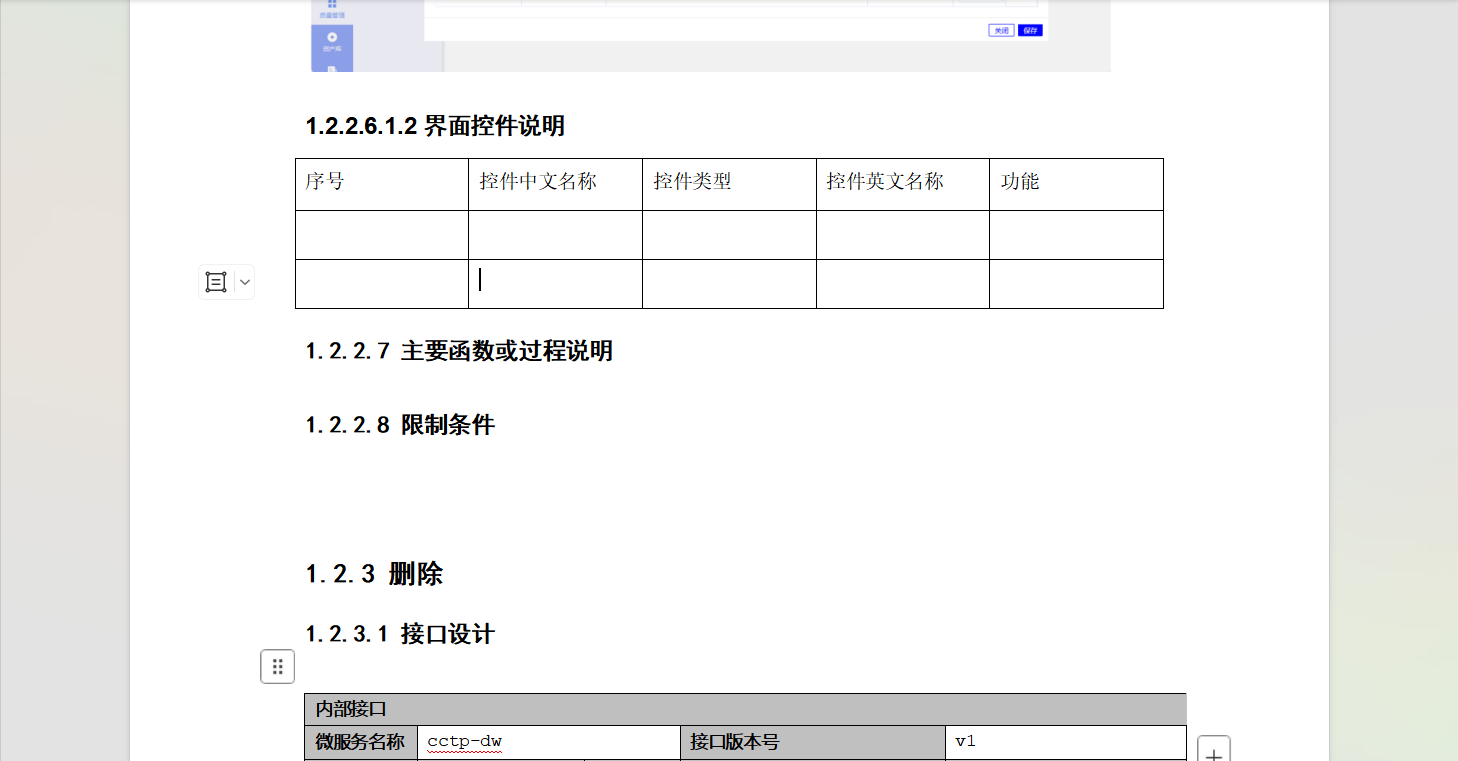 质量管理
资产库
关闭 保存
1.2.2.6.1.2 界面控件说明
序号 控件中文名称 控件类型 控件英文名称 功能
1.2.2.7 主要函数或过程说明
1.2.2.8 限制条件
1.2.3 删除
1.2.3.1 接口设计
内部接口
微服务名称 cctp-dw 接口版本号 v1